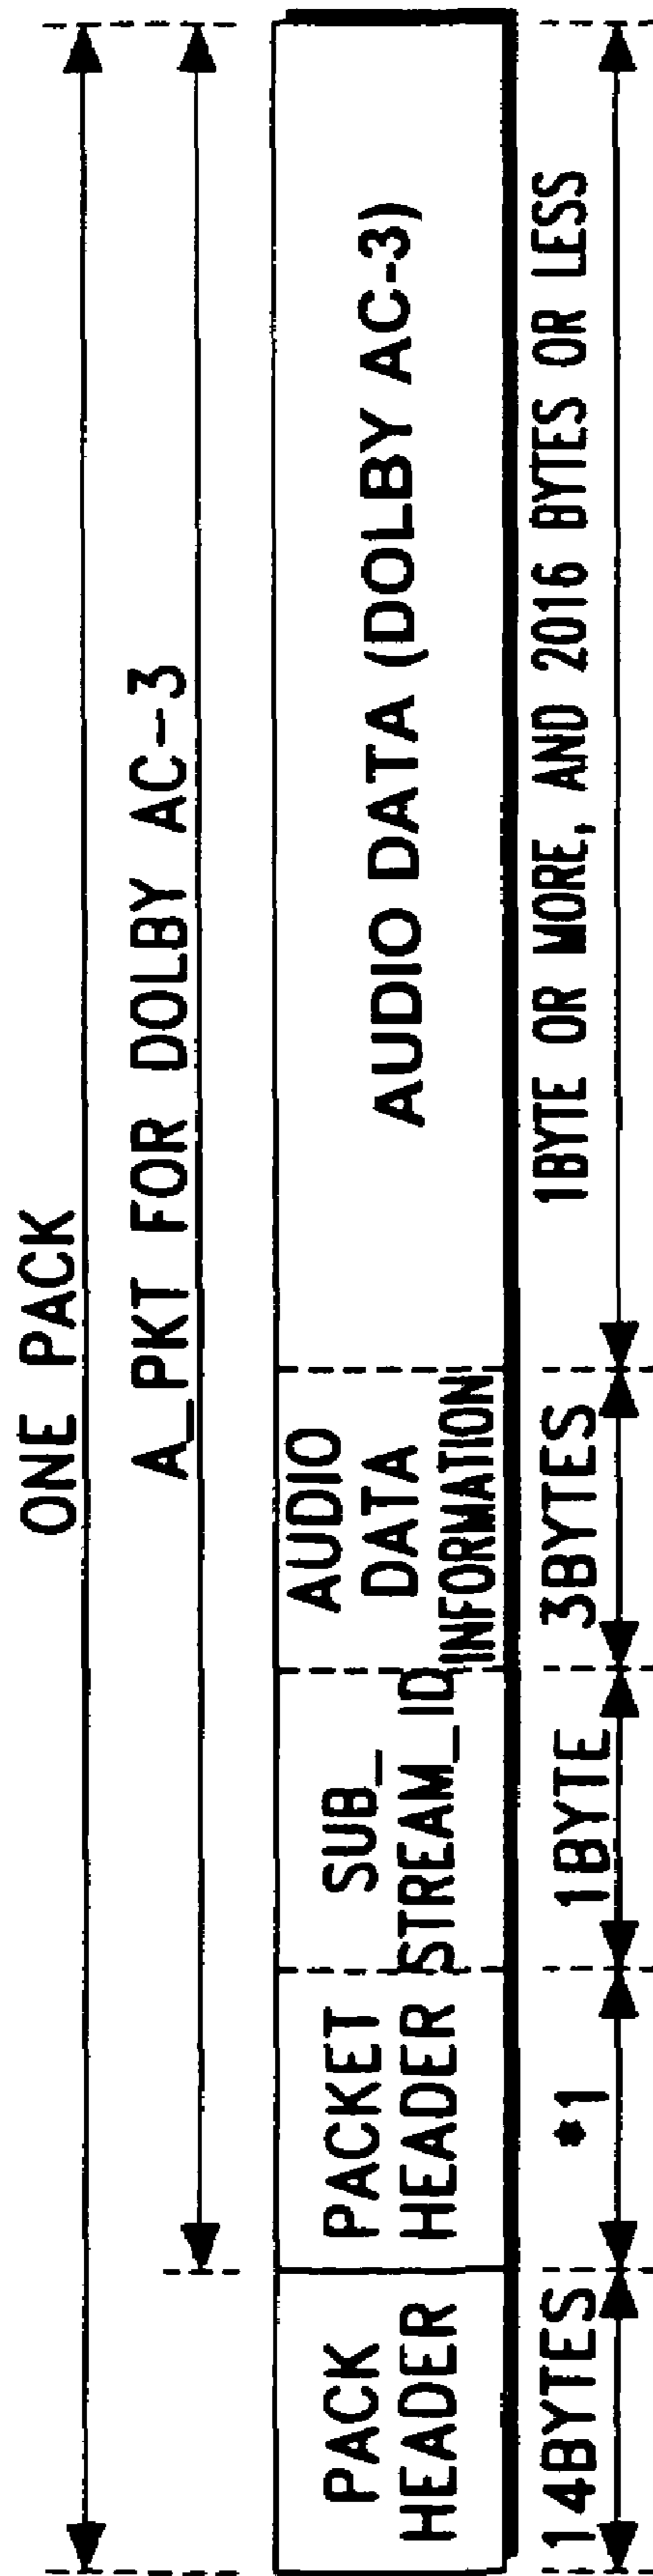 ONE PACK
A_PKT FOR DOLBY AC-3
PACK
HEADER
PACKET
HEADER
SUB_
STREAM_ID
AUDIO
DATA
INFORMATION
AUDIO DATA (DOLBY AC-3)
14BYTES
*1
1BYTE
3BYTES
1BYTE OR MORE, AND 2016 BYTES OR LESS